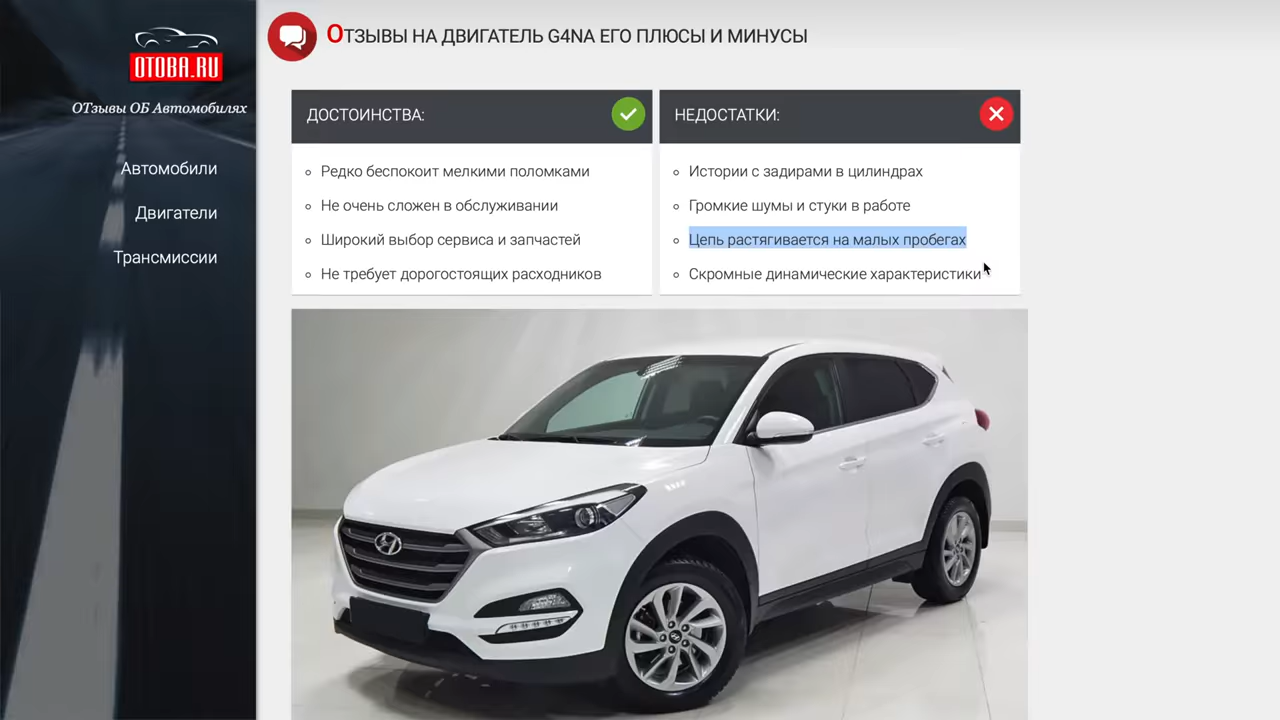 OTOBA.RU
ОТзывы ОБ Автомобилях
Автомобили
Двигатели
Трансмиссии
Отзывы на двигатель G4NA его плюсы и минусы
ДОСТОИНСТВА:
Редко беспокоит мелкими поломками
Не очень сложен в обслуживании
Широкий выбор сервиса и запчастей
Не требует дорогостоящих расходников
НЕДОСТАТКИ:
Истории с задирами в цилиндрах
Громкие шумы и стуки в работе
Цепь растягивается на малых пробегах
Скромные динамические характеристики